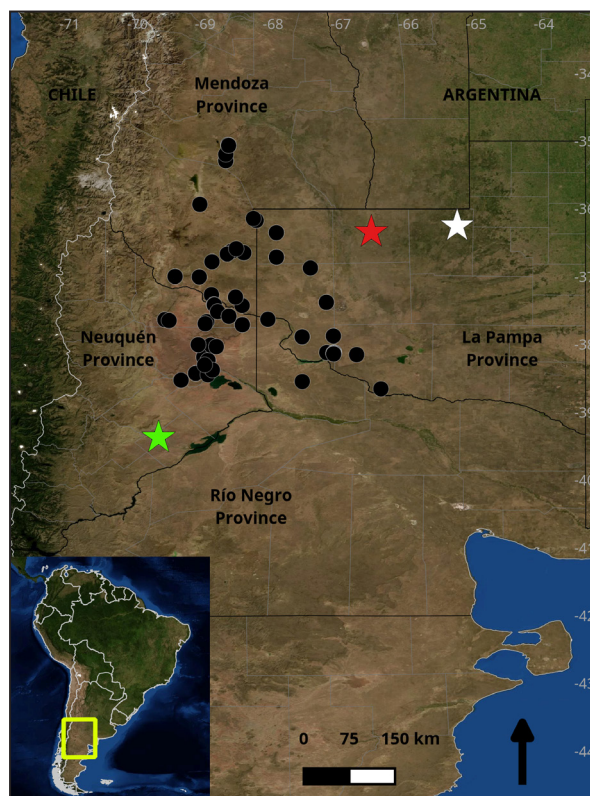 -71 -70 -69 -68 -67 -66 -65 -64
-34
CHILE
Mendoza
Province
ARGENTINA
-35
-36
-37
Neuquén
Province
La Pampa
Province
-38
-39
-40
Río Negro
Province
-41
-42
-43
0 75 150 km
-44